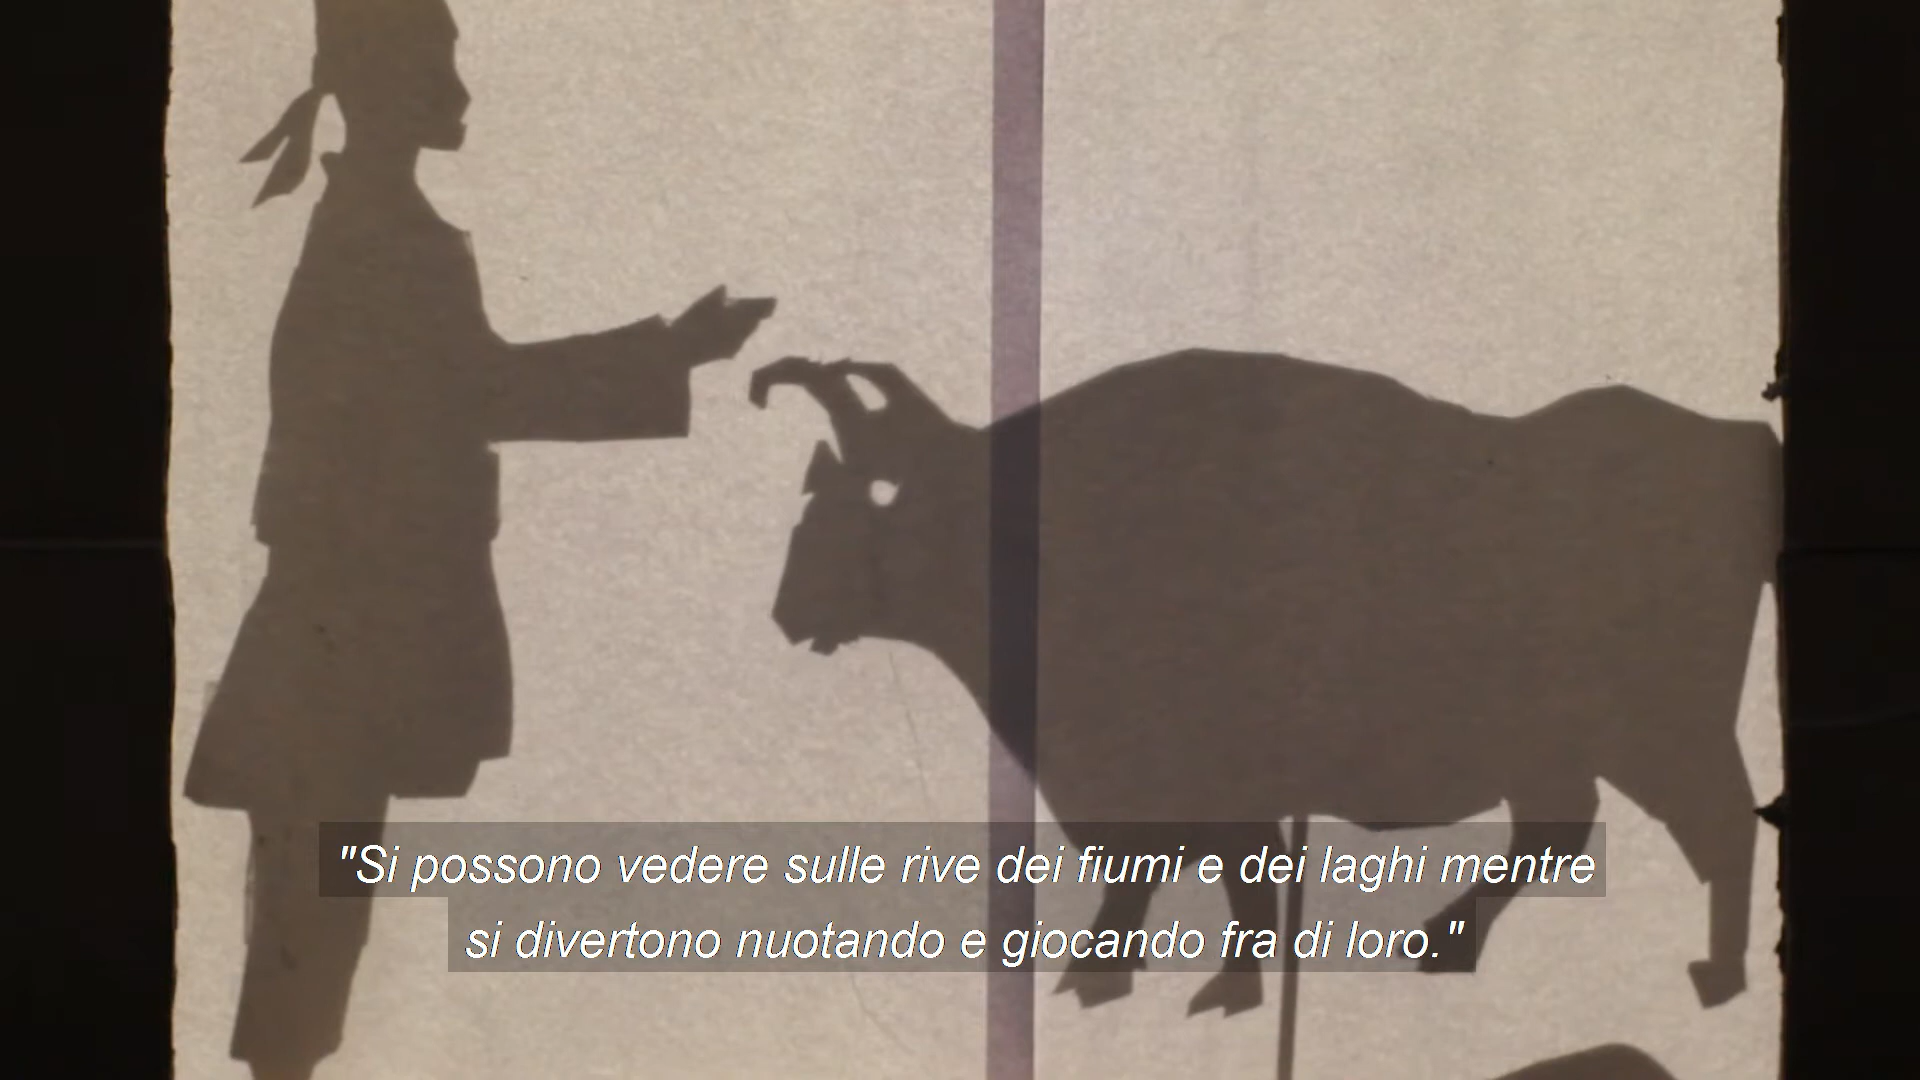 "Si possono vedere sulle rive dei fiumi e dei laghi mentre
si divertono nuotando e giocando fra di loro."